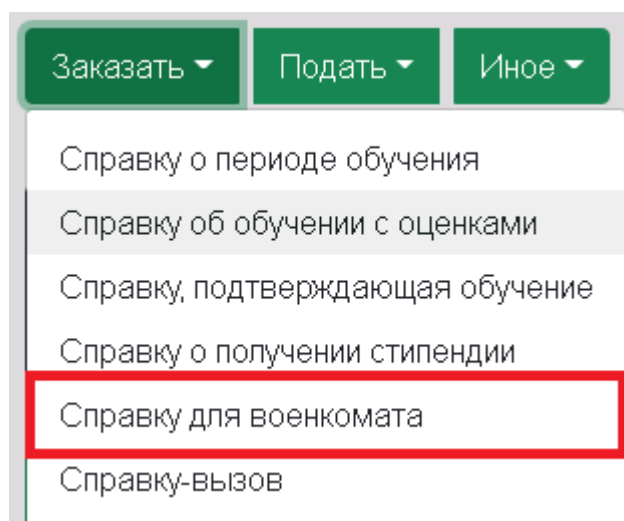 Заказать Подать Иное
Справку о периоде обучения
Справку об обучении с оценками
Справку, подтверждающая обучение
Справку о получении стипендии
Справку для военкомата
Справку-вызов